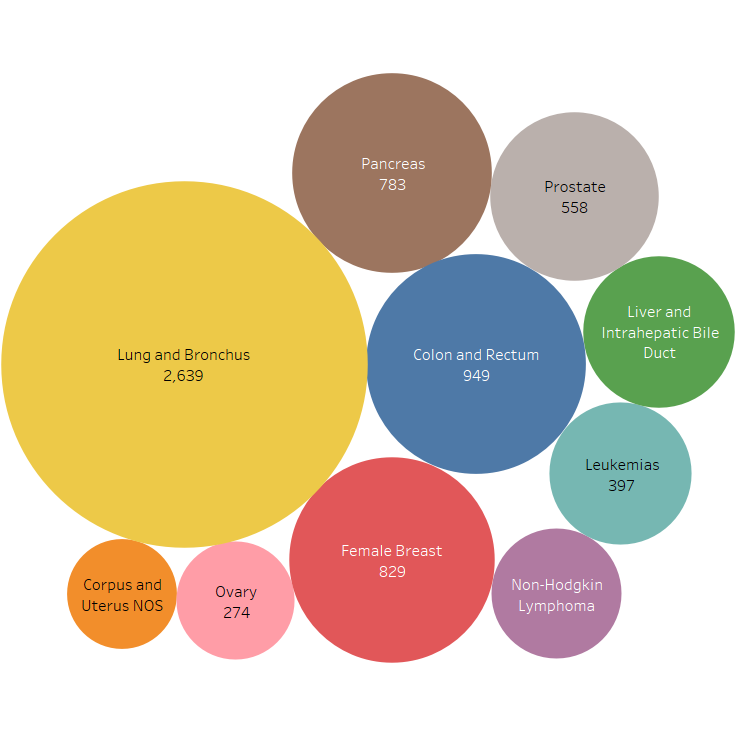 Pancreas
783
Prostate
558
Liver and
Intrahepatic Bile
Duct
Lung and Bronchus
2,639
Colon and Rectum
949
Leukemias
397
Female Breast
829
Corpus and
Uterus NOS
Ovary
274
Non-Hodgkin
Lymphoma